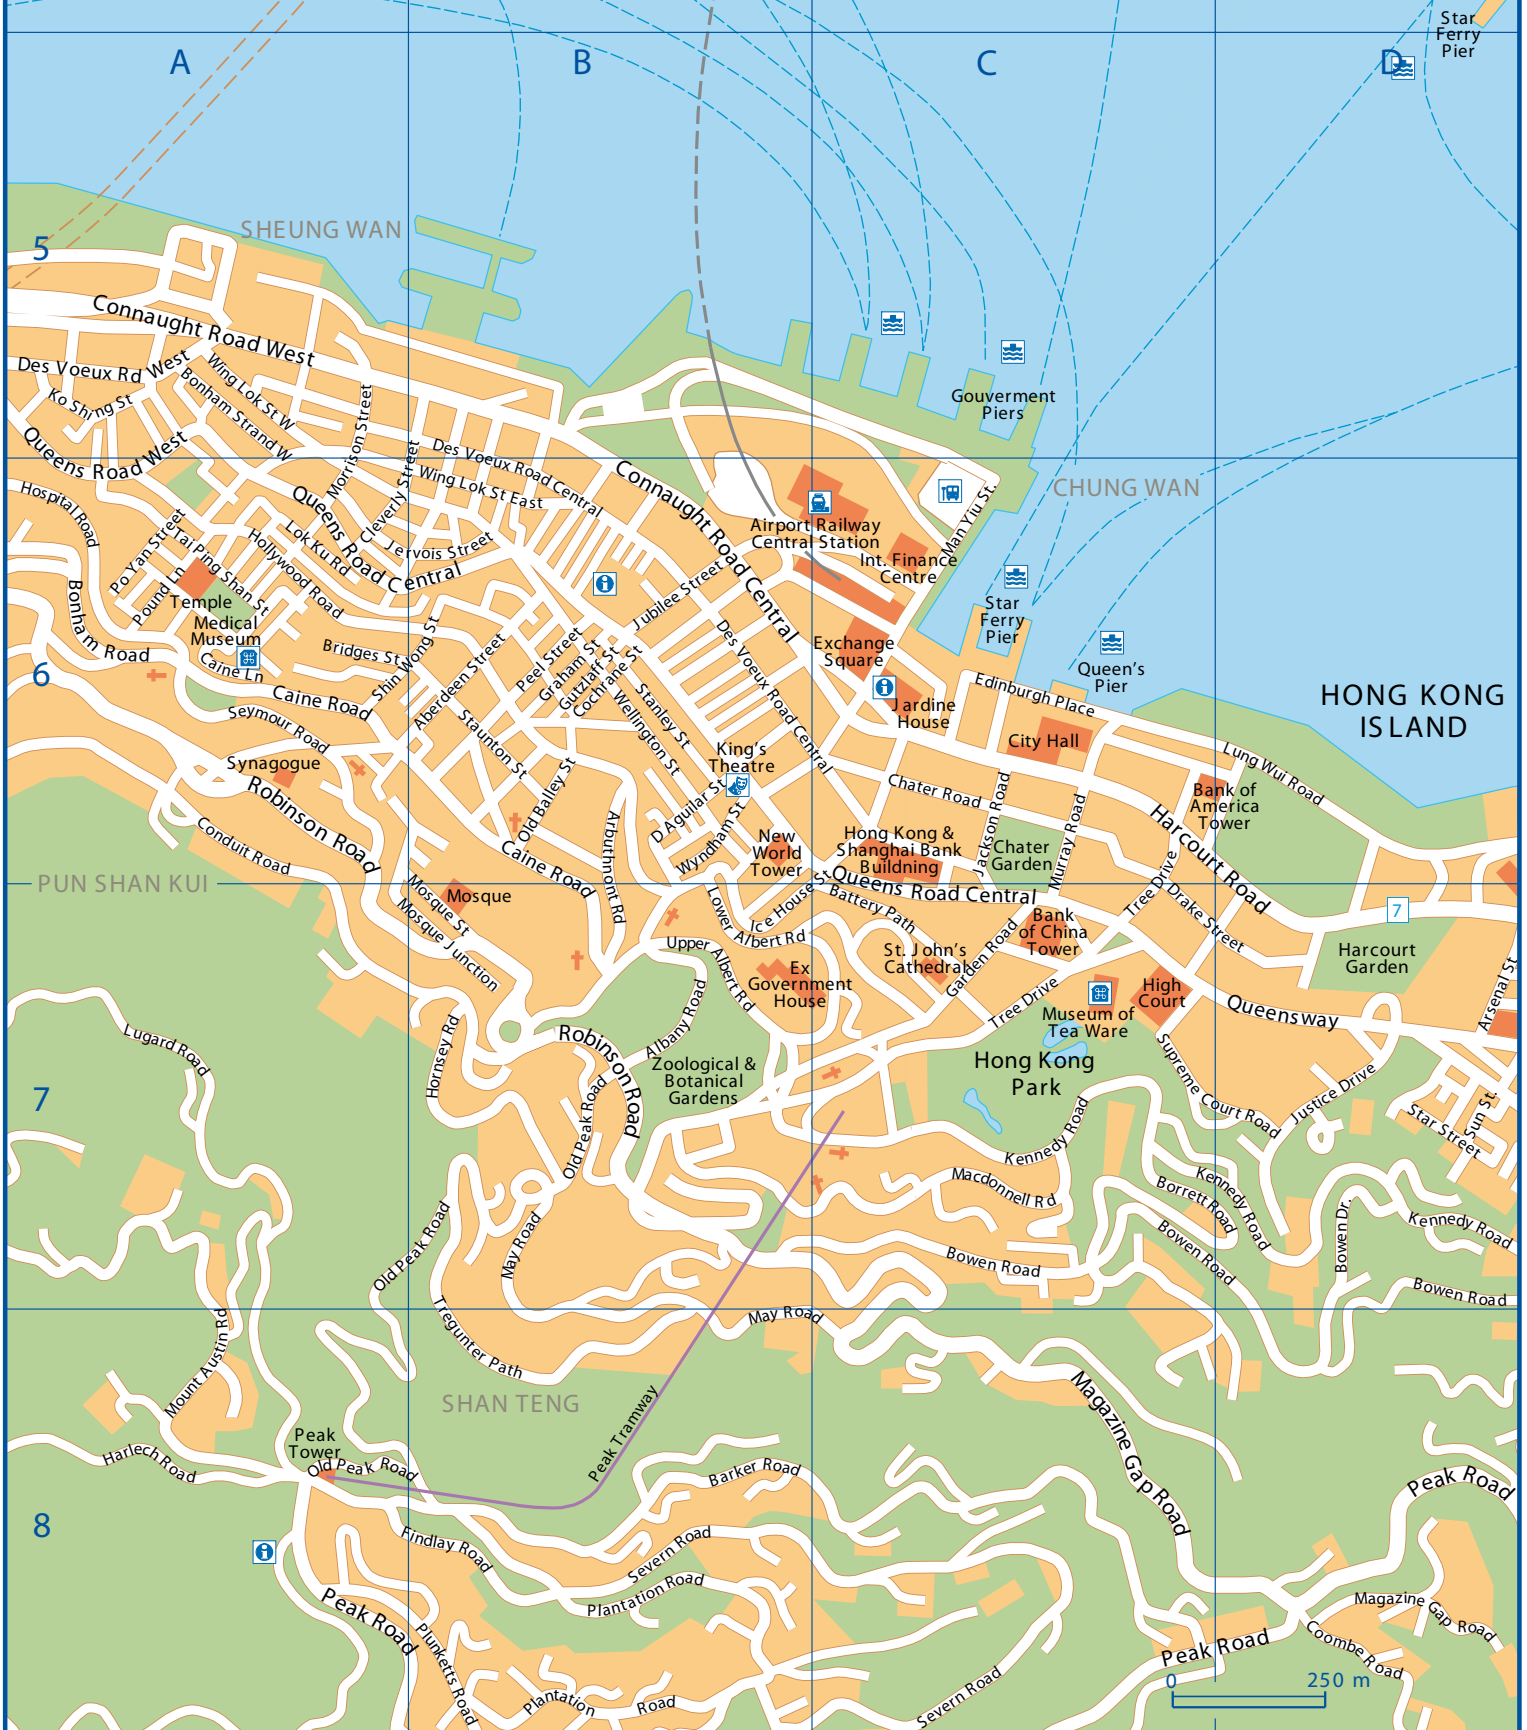 Star
Ferry
Pier
A
B
C
D
5
SHEUNG WAN
Connaught Road West
Des Voeux Rd West
Wing Lok St W
Bonham Strand W
Ko Shing St
Queens Road West
Morrison Street
Cleverly Street
Des Voeux Road Central
Wing Lok St East
Connaught Road Central
Gouverment
Piers
CHUNG WAN
Man Yiu St.
Airport Railway
Central Station
Int. Finance
Centre
Hospital Road
Queens Road Central
Lok Ku Rd
Jervois Street
Po Yan Street
Tai Ping Shan St
Hollywood Road
Pound Ln
Temple
Medical
Museum
Bonham Road
Caine Ln
Bridges St
Shin Wong St
Caine Road
Jubilee Street
Star
Ferry
Pier
Exchange
Square
Queen's
Pier
6
Aberdeen Street
Peel Street
Graham St
Gutzlaff St
Cochrane St
Des Voeux Road Central
Stanley St
Wellington St
Staunton St
Edinburgh Place
Jardine
House
City Hall
HONG KONG
ISLAND
Lung Wui Road
Seymour Road
Synagogue
King's
Theatre
Chater Road
Jackson Road
Murray Road
Bank of
America
Tower
Harcourt Road
Robinson Road
Old Balley St
Arbuthmont Rd
D Aguilar St
Wyndham St
New
World
Tower
Hong Kong &
Shanghai Bank
Buildning
Chater
Garden
Conduit Road
Caine Road
PUN SHAN KUI
Mosque
Mosque St
Mosque Junction
Lower Albert Rd
Ice House St
Queens Road Central
Battery Path
Tree Drive
Drake Street
7
Bank
of China
Tower
Harcourt
Garden
Upper Albert Rd
St. John's
Cathedral
Garden Road
Ex
Government
House
Tree Drive
High
Court
Museum of
Tea Ware
Queensway
Arsenal St
Lugard Road
Hornsey Rd
Robinson Road
Albany Road
Zoological &
Botanical
Gardens
Hong Kong
Park
Supreme Court Road
Justice Drive
7
Old Peak Road
Kennedy Road
Star Street
Sun St.
Macdonnell Rd
Kennedy Road
Borrett Road
Bowen Road
Bowen Dr.
Kennedy Road
Old Peak Road
May Road
Bowen Road
Bowen Road
Tregunter Path
May Road
Mount Austin Rd
SHAN TENG
Peak Tramway
Magazine Gap Road
Peak
Tower
Old Peak Road
Harlech Road
Barker Road
Peak Road
8
Findlay Road
Severn Road
Plantation Road
Peak Road
Plunketts Road
Plantation Road
Severn Road
Peak Road
Magazine Gap Road
Coombe Road
0
250 m